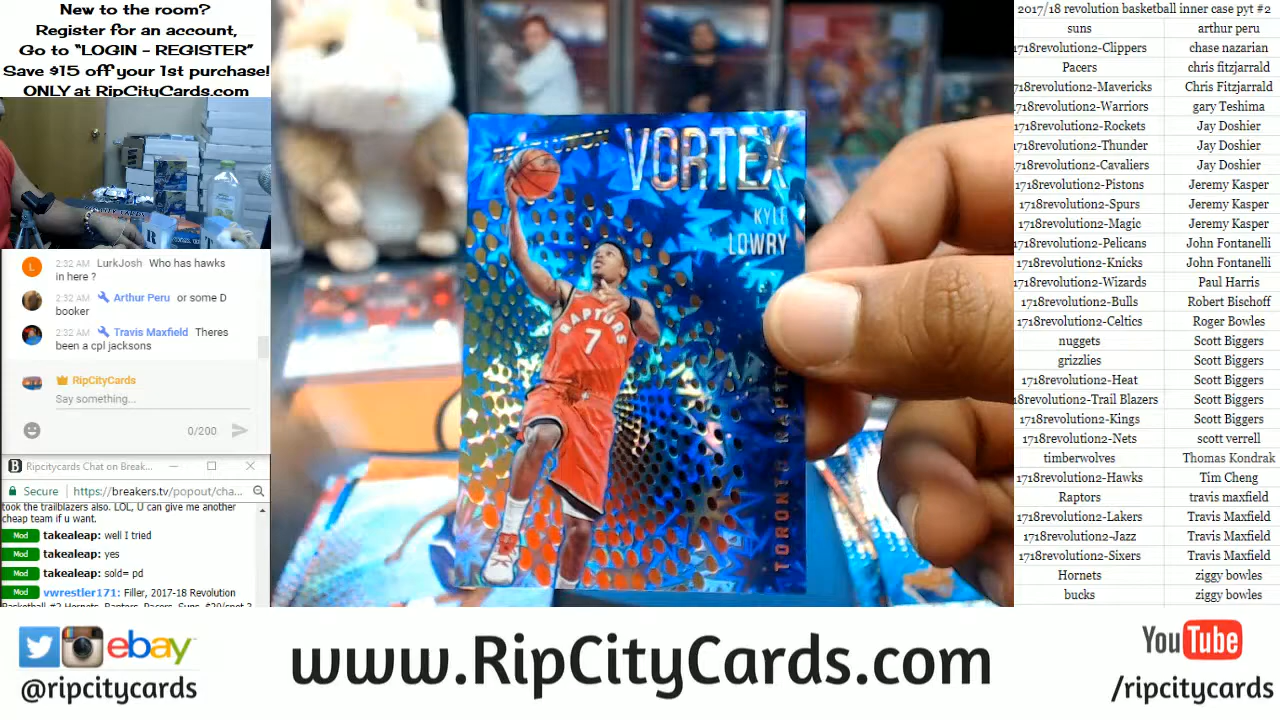 New to the room?
Register for an account,
Go to “LOGIN – REGISTER”
Save $15 off your 1st purchase!
ONLY at RipCityCards.com
2:32 AM LurkJosh Who has hawks
in here ?
2:32 AM Arthur Peru or some D
booker
2:32 AM Travis Maxfield Theres
been a cpl jacksons
RipCityCards
Say something...
0/200
Ripcitycards Chat on Break...
Secure https://breakers.tv/popout/cha...
took the trailblazers also. LOL, U can give me another
cheap team if u want.
Mod takealeap: well I tried
Mod takealeap: yes
Mod takealeap: sold= pd
Mod vwrestler171: Filler, 2017-18 Revolution
Basketball #2 Hornets, Raptors, Pacers, Suns, $20/spot 3
REVOLUTION
VORTEX
KYLE
LOWRY
RAPTORS
7
TORONTO RAPTO
2017/18 revolution basketball inner case pyt #2
suns arthur peru
1718revolution2-Clippers chase nazarian
Pacers chris fitzjarrald
1718revolution2-Mavericks Chris Fitzjarrald
1718revolution2-Warriors gary Teshima
1718revolution2-Rockets Jay Doshier
1718revolution2-Thunder Jay Doshier
1718revolution2-Cavaliers Jay Doshier
1718revolution2-Pistons Jeremy Kasper
1718revolution2-Spurs Jeremy Kasper
1718revolution2-Magic Jeremy Kasper
1718revolution2-Pelicans John Fontanelli
1718revolution2-Knicks John Fontanelli
1718revolution2-Wizards Paul Harris
1718revolution2-Bulls Robert Bischoff
1718revolution2-Celtics Roger Bowles
nuggets Scott Biggers
grizzlies Scott Biggers
1718revolution2-Heat Scott Biggers
18revolution2-Trail Blazers Scott Biggers
1718revolution2-Kings Scott Biggers
1718revolution2-Nets scott verrell
timberwolves Thomas Kondrak
1718revolution2-Hawks Tim Cheng
Raptors travis maxfield
1718revolution2-Lakers Travis Maxfield
1718revolution2-Jazz Travis Maxfield
1718revolution2-Sixers Travis Maxfield
Hornets ziggy bowles
bucks ziggy bowles
ebay
@ripcitycards
www.RipCityCards.com
YouTube
/ripcitycards